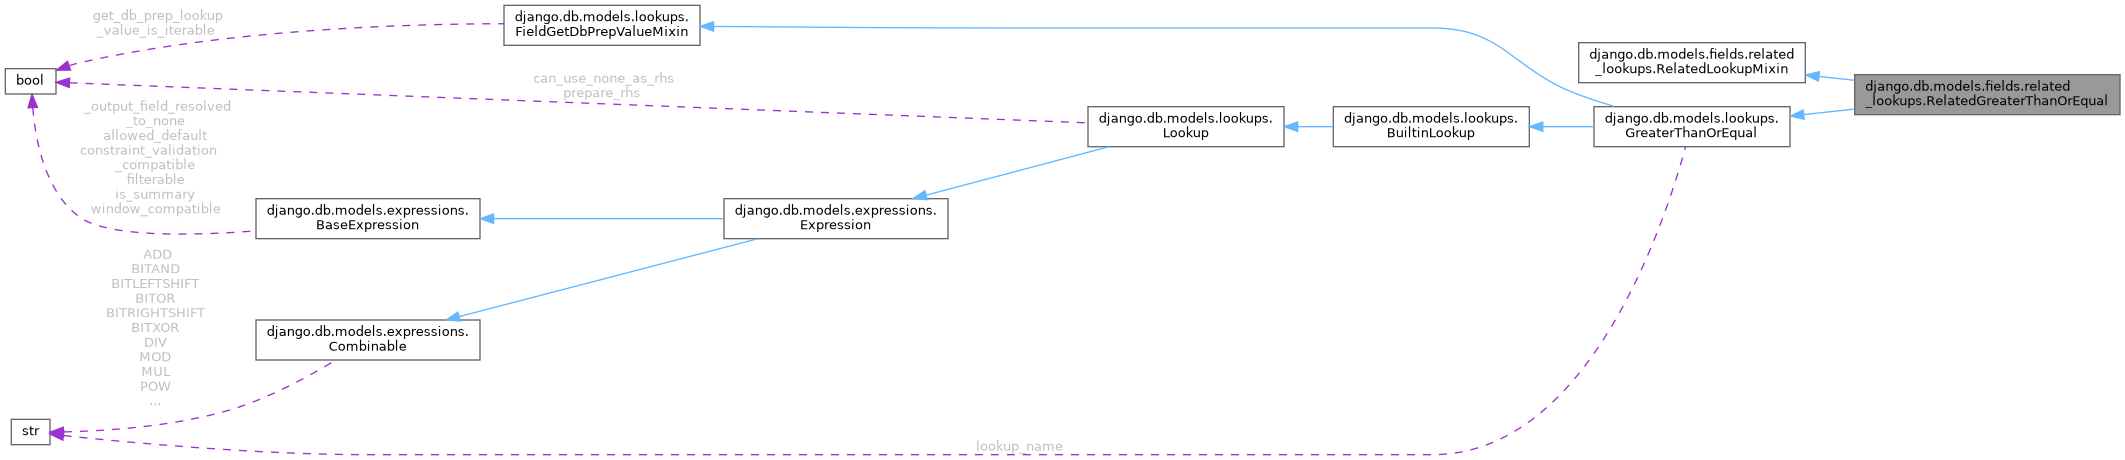 get_db_prep_lookup
_value_is_iterable
django.db.models.lookups.
FieldGetDbPrepValueMixin
django.db.models.fields.related
_lookups.RelatedLookupMixin
bool
can_use_none_as_rhs
prepare_rhs
django.db.models.fields.related
_lookups.RelatedGreaterThanOrEqual
_output_field_resolved
_to_none
allowed_default
constraint_validation
_compatible
filterable
is_summary
window_compatible
django.db.models.lookups.
Lookup
django.db.models.lookups.
BuiltinLookup
django.db.models.lookups.
GreaterThanOrEqual
django.db.models.expressions.
BaseExpression
django.db.models.expressions.
Expression
ADD
BITAND
BITLEFTSHIFT
BITOR
BITRIGHTSHIFT
BITXOR
DIV
MOD
MUL
POW
...
django.db.models.expressions.
Combinable
str
lookup_name